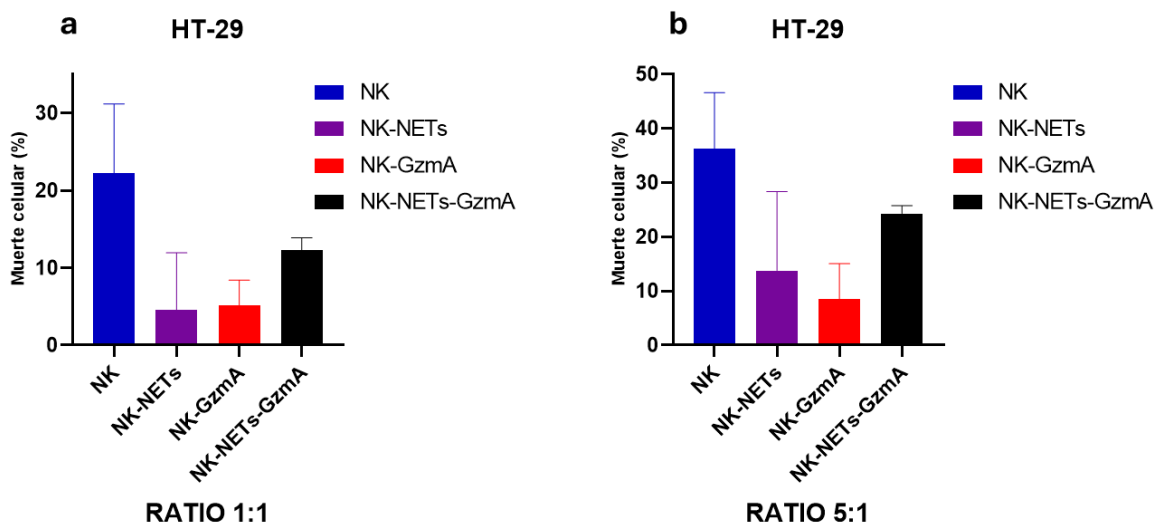 a
HT-29
Muerte celular (%)
30
20
10
0
NK
NK-NETs
NK-GzmA
NK-NETs-GzmA
NK
NK-NETs
NK-GzmA
NK-NETs-GzmA
RATIO 1:1
b
HT-29
Muerte celular (%)
50
40
30
20
10
0
NK
NK-NETs
NK-GzmA
NK-NETs-GzmA
NK
NK-NETs
NK-GzmA
NK-NETs-GzmA
RATIO 5:1